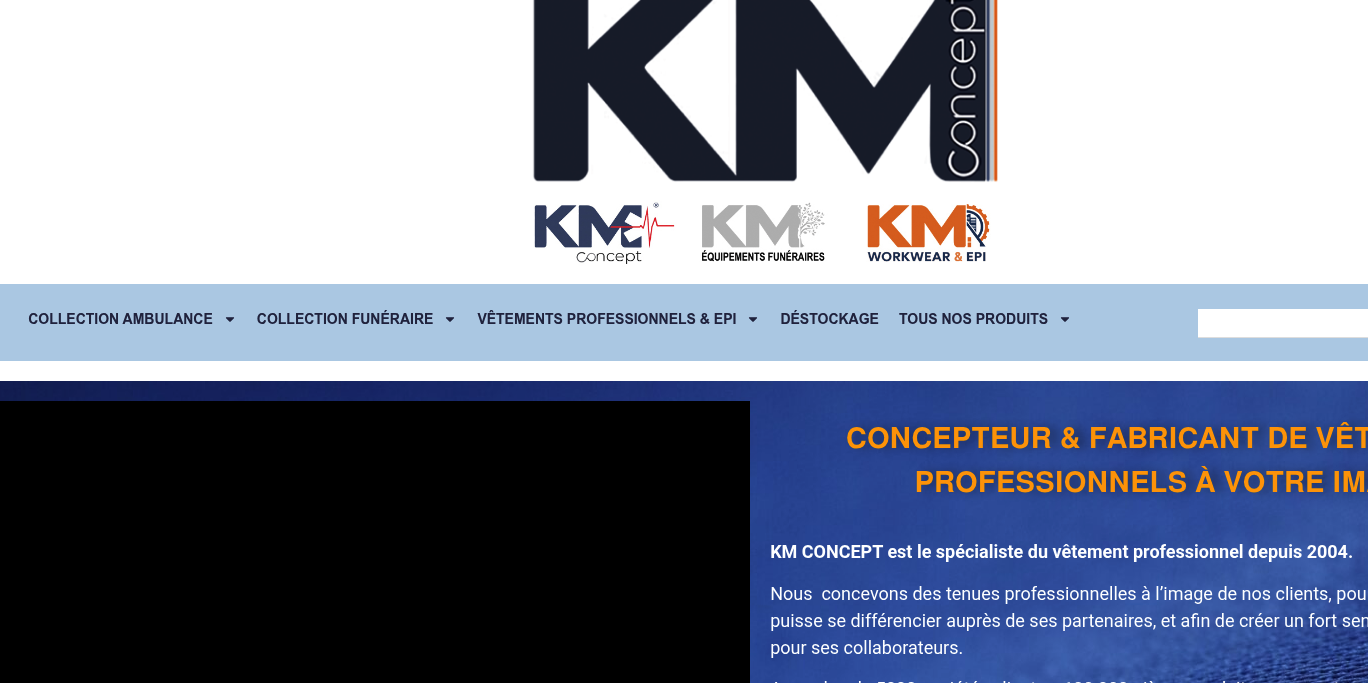 KM
Concept
KM
Concept
KM
ÉQUIPEMENTS FUNÉRAIRES
KM
WORKWEAR & EPI
COLLECTION AMBULANCE
COLLECTION FUNÉRAIRE
VÊTEMENTS PROFESSIONNELS & EPI
DÉSTOCKAGE
TOUS NOS PRODUITS
CONCEPTEUR & FABRICANT DE VÊT
PROFESSIONNELS À VOTRE IM
KM CONCEPT est le spécialiste du vêtement professionnel depuis 2004.
Nous concevons des tenues professionnelles à l’image de nos clients, pou
puisse se différencier auprès de ses partenaires, et afin de créer un fort sen
pour ses collaborateurs.